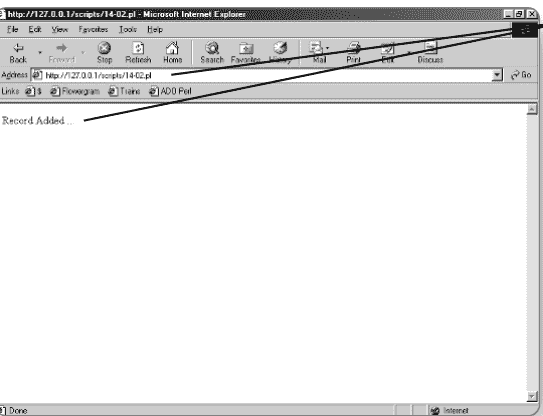 http://127.0.0.1/scripts/14-02.pl - Microsoft Internet Explorer
File Edit View Favorites Tools Help
Back Forward Stop Refresh Home Search Favorites History Mail Print Edit Discuss
Address http://127.0.0.1/scripts/14-02.pl Go
Links Flowergram Trains ADO Perl
Record Added...
Done Internet